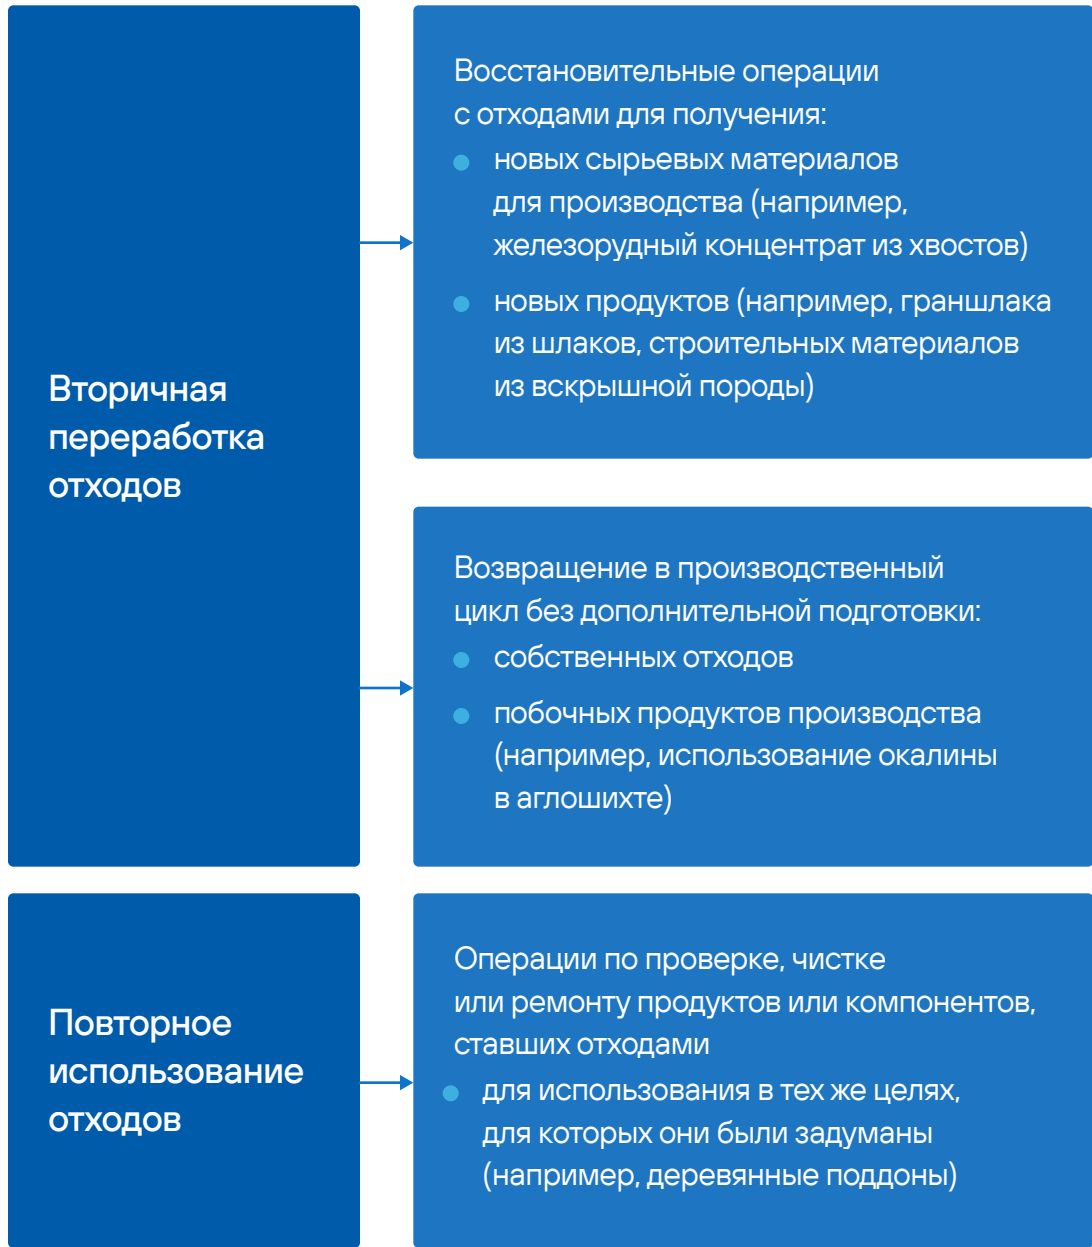 Вторичная
переработка
отходов
Восстановительные операции
с отходами для получения:
новых сырьевых материалов
для производства (например,
железорудный концентрат из хвостов)
новых продуктов (например, граншлака
из шлаков, строительных материалов
из вскрышной породы)
Возвращение в производственный
цикл без дополнительной подготовки:
собственных отходов
побочных продуктов производства
(например, использование окалины
в аглошихте)
Повторное
использование
отходов
Операции по проверке, чистке
или ремонту продуктов или компонентов,
ставших отходами
для использования в тех же целях,
для которых они были задуманы
(например, деревянные поддоны)